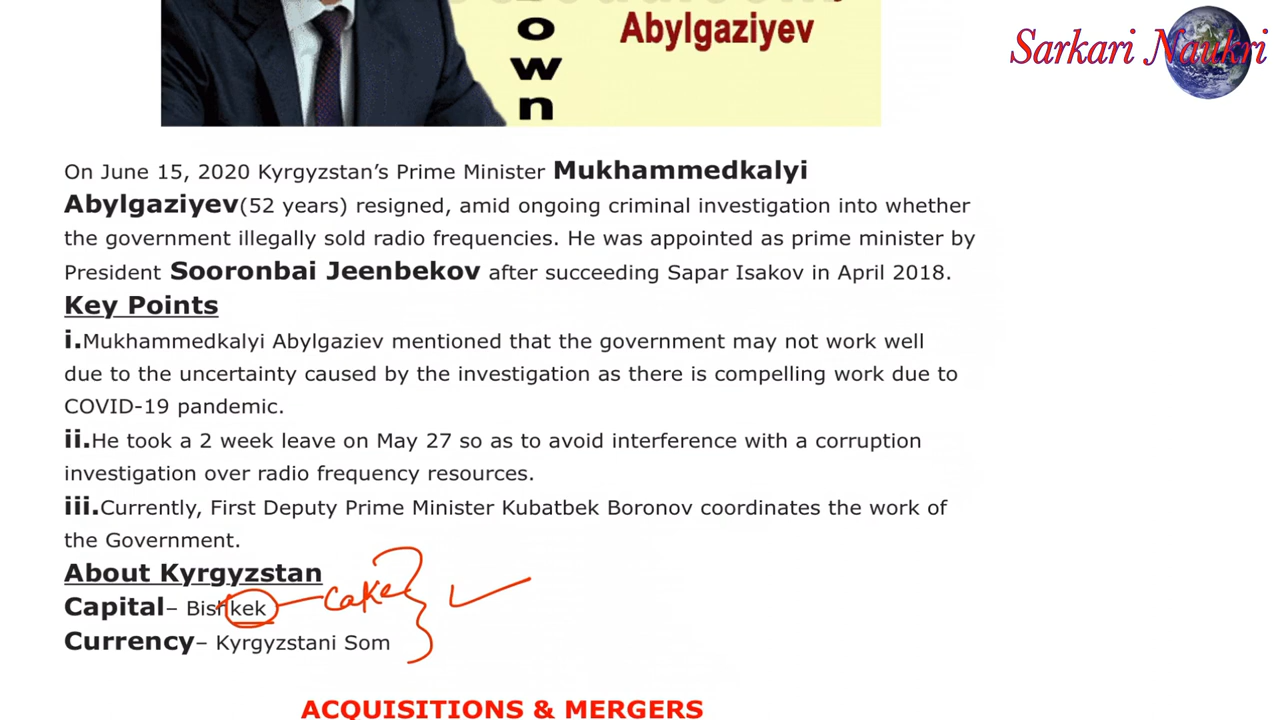 o
w
n
Abylgaziyev
Sarkari Naukri
On June 15, 2020 Kyrgyzstan's Prime Minister Mukhammedkalyi
Abylgaziyev(52 years) resigned, amid ongoing criminal investigation into whether
the government illegally sold radio frequencies. He was appointed as prime minister by
President Sooronbai Jeenbekov after succeeding Sapar Isakov in April 2018.
Key Points
i.Mukhammedkalyi Abylgaziev mentioned that the government may not work well
due to the uncertainty caused by the investigation as there is compelling work due to
COVID-19 pandemic.
ii.He took a 2 week leave on May 27 so as to avoid interference with a corruption
investigation over radio frequency resources.
iii.Currently, First Deputy Prime Minister Kubatbek Boronov coordinates the work of
the Government.
About Kyrgyzstan
Capital– Bishkek cake
Currency– Kyrgyzstani Som
ACQUISITIONS & MERGERS